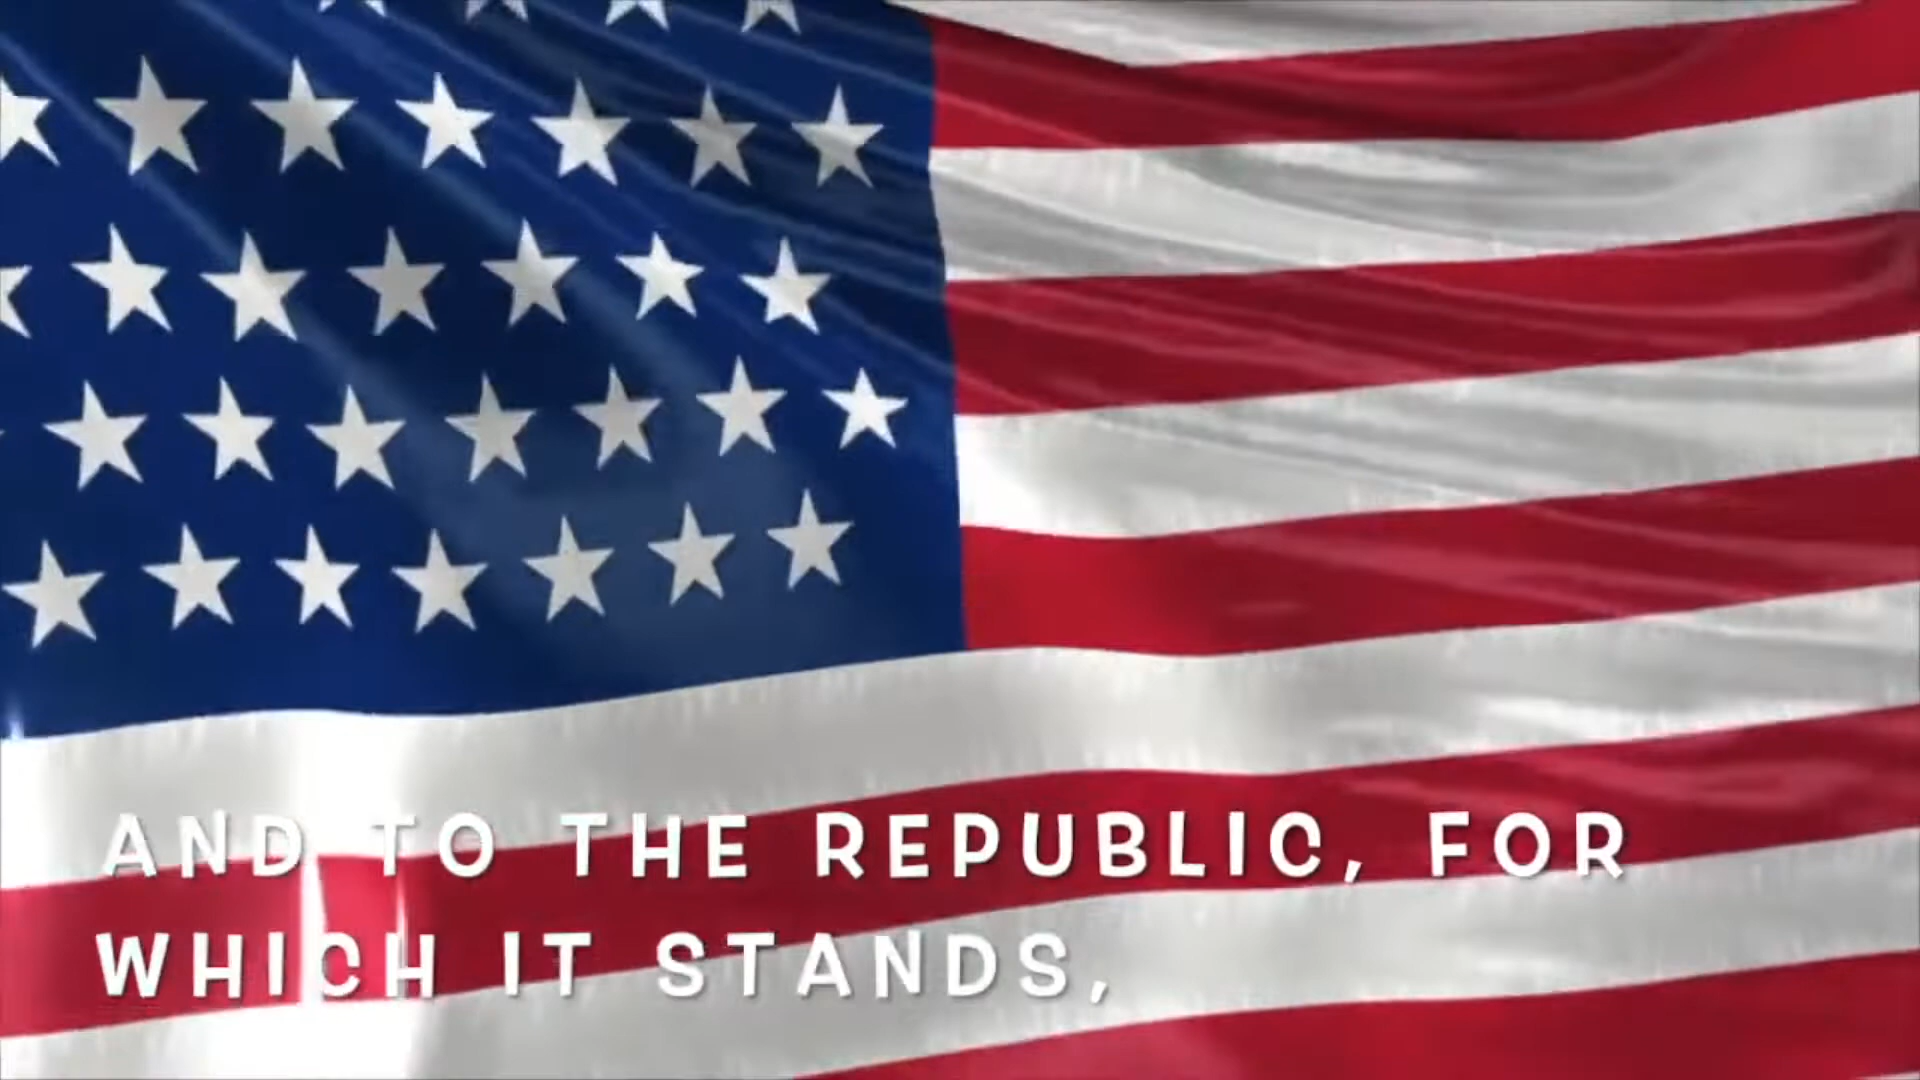 AND TO THE REPUBLIC, FOR
WHICH IT STANDS,